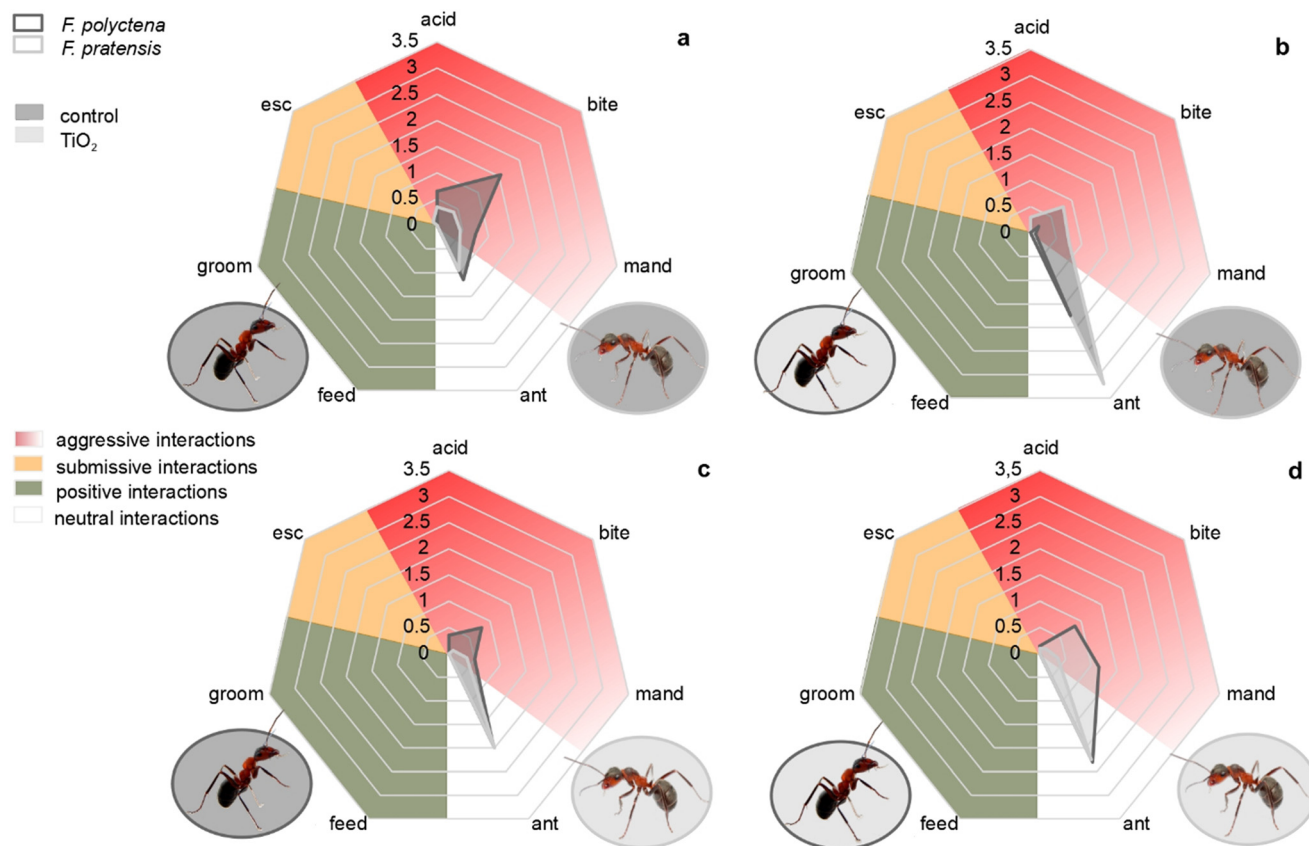 F. polyctena
F. pratensis
control
TiO₂
a
acid
3.5
3
2.5
2
1.5
1
0.5
0
bite
mand
ant
feed
groom
esc
b
acid
3.5
3
2.5
2
1.5
1
0.5
0
bite
mand
ant
feed
groom
esc
aggressive interactions
submissive interactions
positive interactions
neutral interactions
c
acid
3.5
3
2.5
2
1.5
1
0.5
0
bite
mand
ant
feed
groom
esc
d
acid
3,5
3
2.5
2
1.5
1
0.5
0
bite
mand
ant
feed
groom
esc